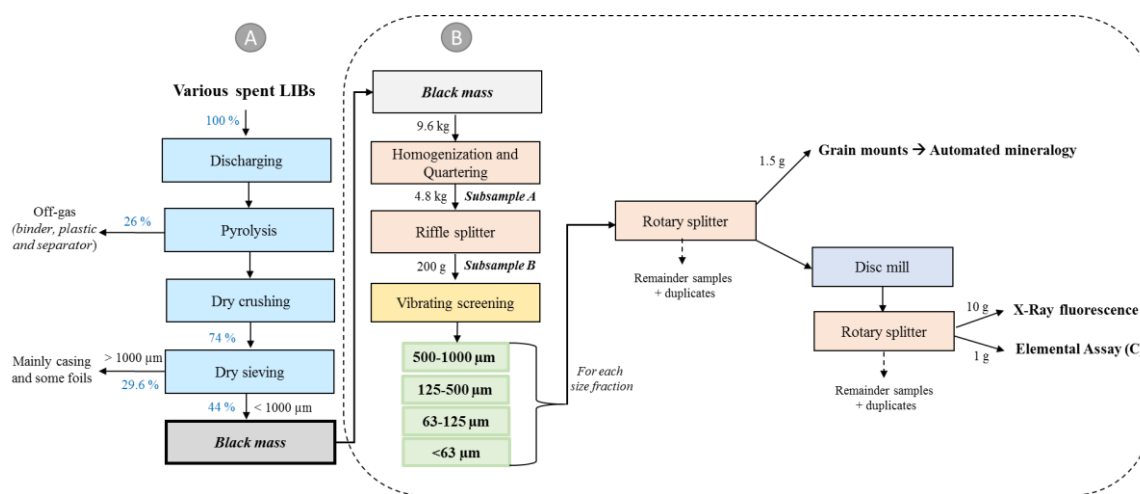 A
Various spent LIBs
100 %
Discharging
Off-gas
(binder, plastic
and separator)
26 %
Pyrolysis
Dry crushing
74 %
Mainly casing
and some foils
> 1000 µm
29.6 %
Dry sieving
44 %
< 1000 µm
Black mass
B
Black mass
9.6 kg
Homogenization and
Quartering
4.8 kg
Subsample A
Riffle splitter
200 g
Subsample B
Vibrating screening
500-1000 µm
125-500 µm
63-125 µm
<63 µm
For each
size fraction
Rotary splitter
Remainder samples
+ duplicates
1.5 g
Grain mounts → Automated mineralogy
Disc mill
Rotary splitter
Remainder samples
+ duplicates
10 g
X-Ray fluorescence
1 g
Elemental Assay (C